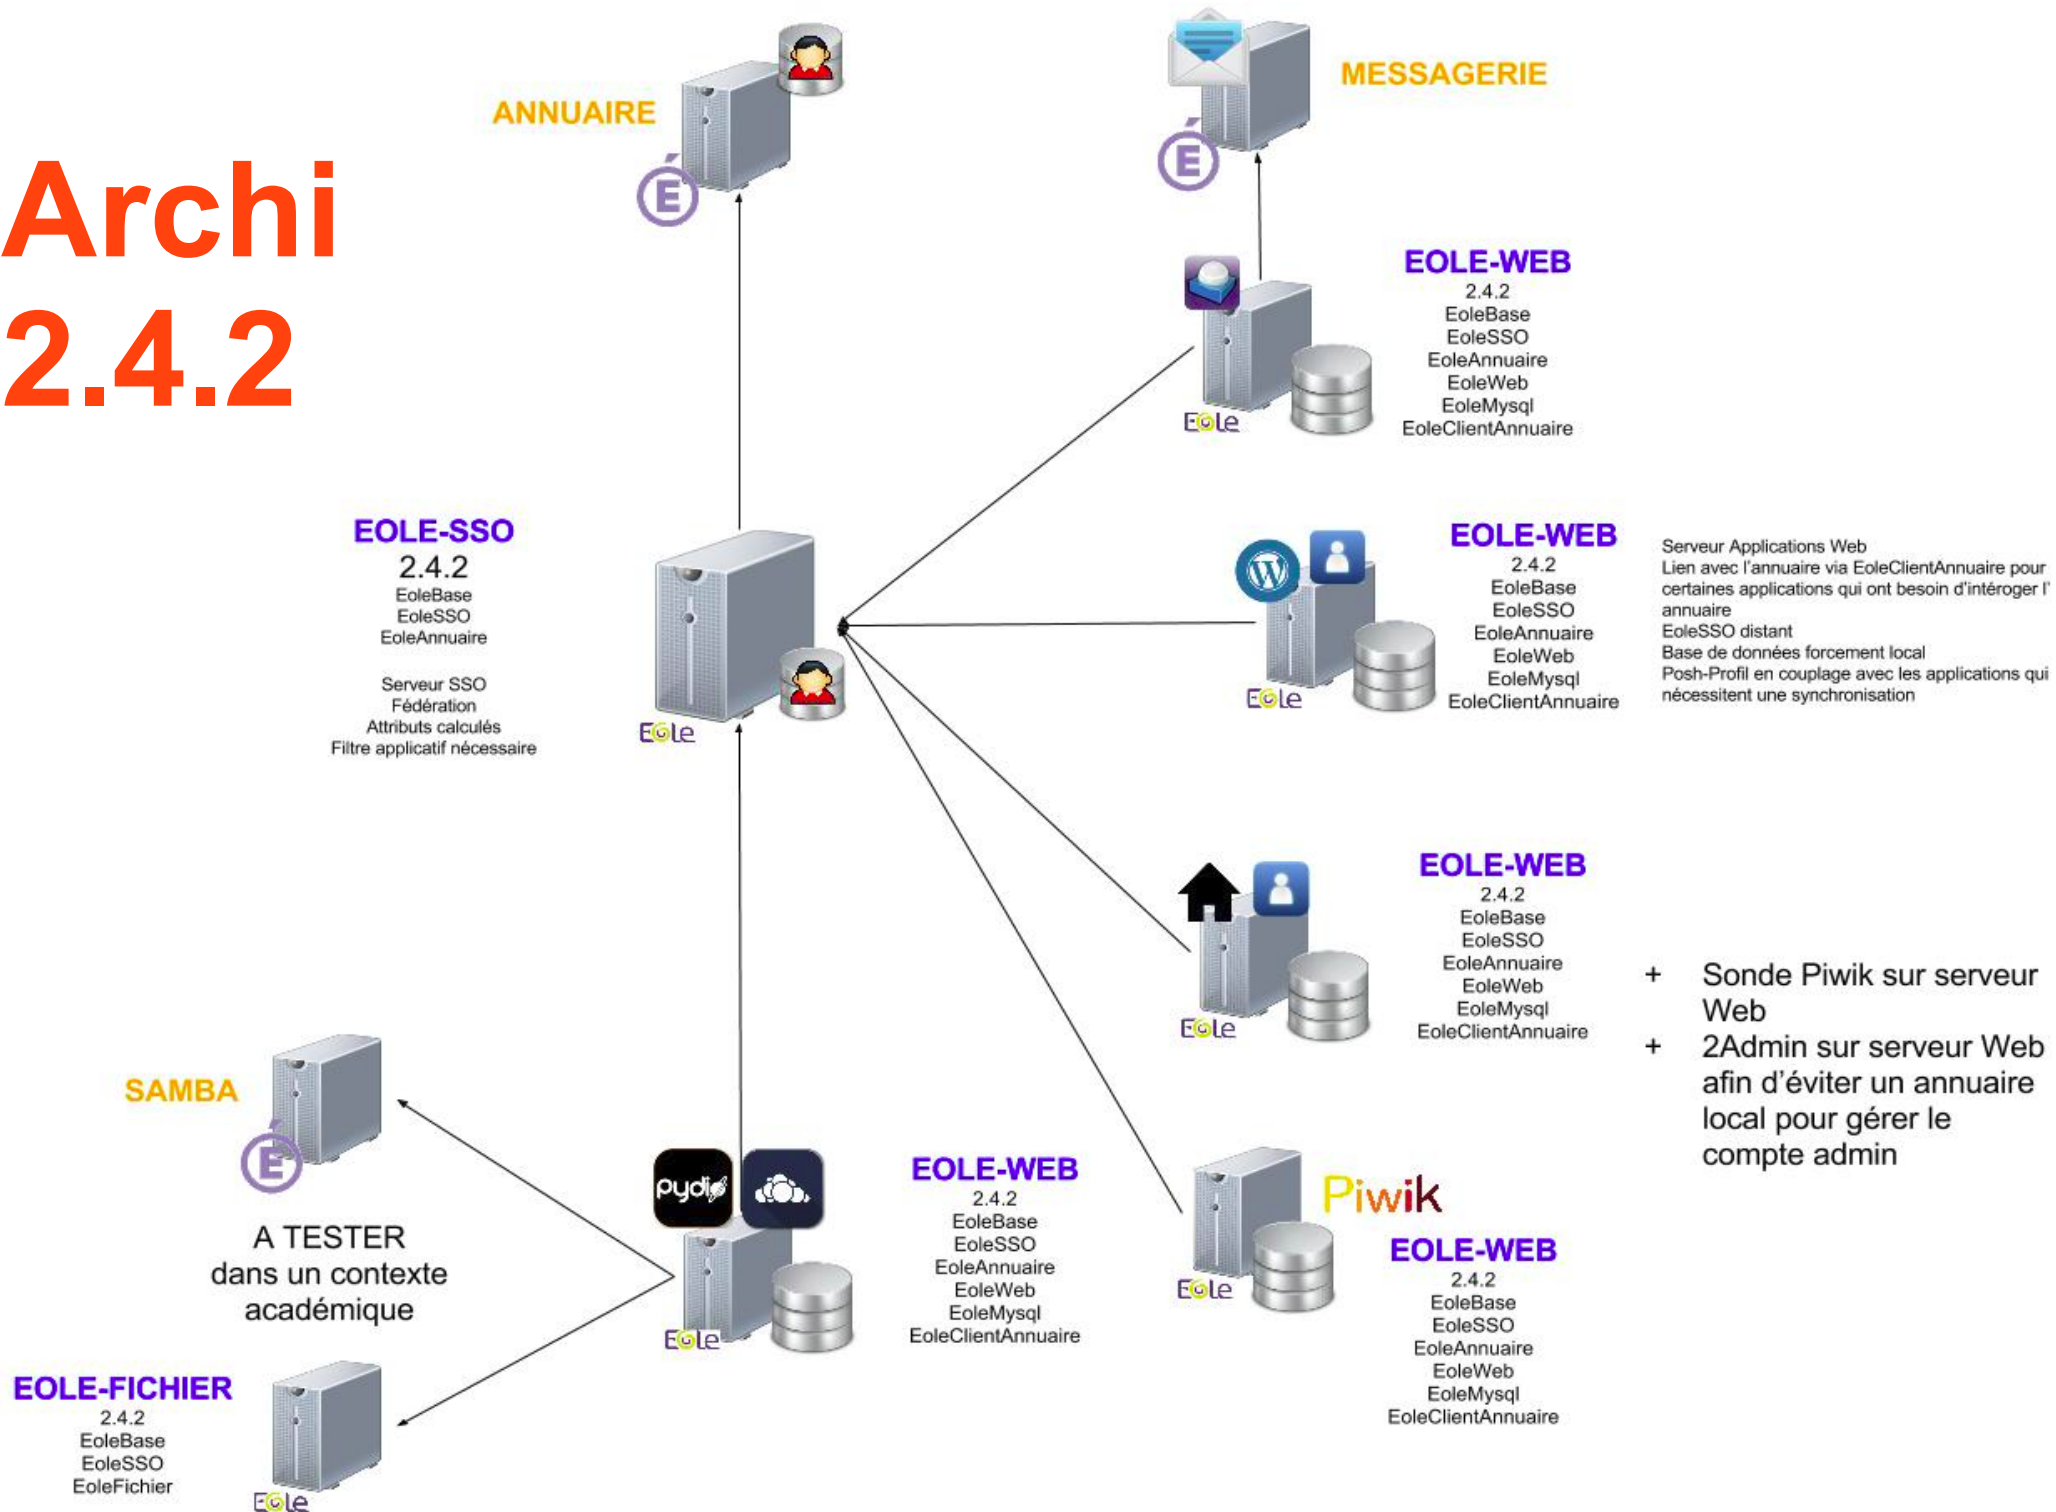 Archi
2.4.2
ANNUAIRE
É
MESSAGERIE
É
EOLE-WEB
2.4.2
EoleBase
EoleSSO
EoleAnnuaire
EoleWeb
EoleMysql
EoleClientAnnuaire
Eole
EOLE-SSO
2.4.2
EoleBase
EoleSSO
EoleAnnuaire
Serveur SSO
Fédération
Attributs calculés
Filtre applicatif nécessaire
Eole
W
EOLE-WEB
2.4.2
EoleBase
EoleSSO
EoleAnnuaire
EoleWeb
EoleMysql
EoleClientAnnuaire
Eole
Serveur Applications Web
Lien avec l'annuaire via EoleClientAnnuaire pour
certaines applications qui ont besoin d'intéroger l'
annuaire
EoleSSO distant
Base de données forcement local
Posh-Profil en couplage avec les applications qui
nécessitent une synchronisation
EOLE-WEB
2.4.2
EoleBase
EoleSSO
EoleAnnuaire
EoleWeb
EoleMysql
EoleClientAnnuaire
Eole
+ Sonde Piwik sur serveur
Web
+ 2Admin sur serveur Web
afin d'éviter un annuaire
local pour gérer le
compte admin
SAMBA
É
A TESTER
dans un contexte
académique
pydio
EOLE-WEB
2.4.2
EoleBase
EoleSSO
EoleAnnuaire
EoleWeb
EoleMysql
EoleClientAnnuaire
Eole
Piwik
EOLE-WEB
2.4.2
EoleBase
EoleSSO
EoleAnnuaire
EoleWeb
EoleMysql
EoleClientAnnuaire
Eole
EOLE-FICHIER
2.4.2
EoleBase
EoleSSO
EoleFichier
Eole